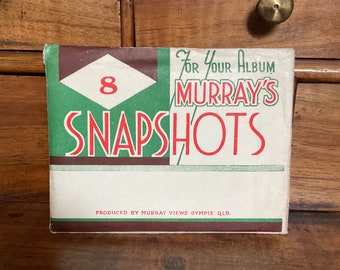 8
For Your Album
MURRAY'S
SNAPSHOTS
PRODUCED BY MURRAY VIEWS GYMPIE QLD.